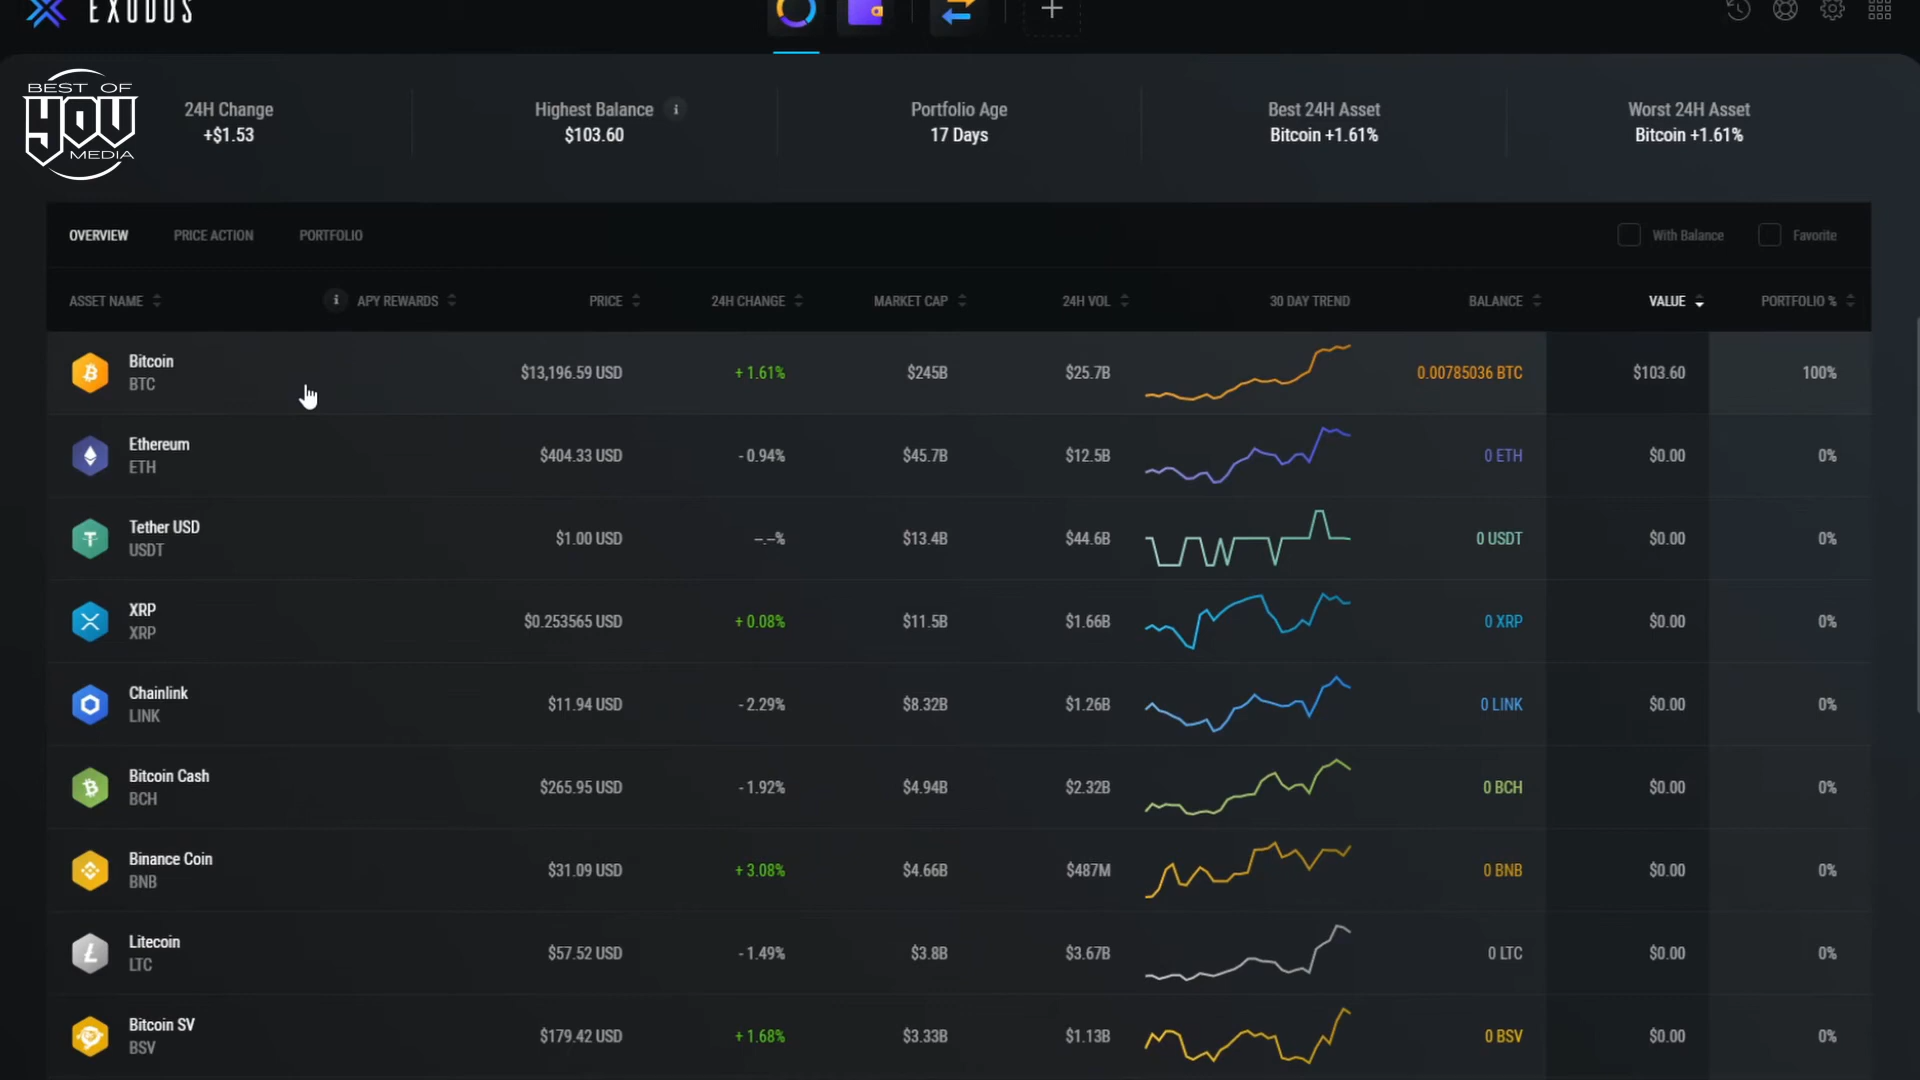 EXODUS
BEST OF
YOU
MEDIA
24H Change
+$1.53
Highest Balance i
$103.60
Portfolio Age
17 Days
Best 24H Asset
Bitcoin +1.61%
Worst 24H Asset
Bitcoin +1.61%
OVERVIEW PRICE ACTION PORTFOLIO With Balance Favorite
ASSET NAME i APY REWARDS PRICE 24H CHANGE MARKET CAP 24H VOL 30 DAY TREND BALANCE VALUE PORTFOLIO %
Bitcoin
BTC
$13,196.59 USD +1.61% $245B $25.7B 0.00785036 BTC $103.60 100%
Ethereum
ETH
$404.33 USD -0.94% $45.7B $12.5B 0 ETH $0.00 0%
Tether USD
USDT
$1.00 USD --.--% $13.4B $44.6B 0 USDT $0.00 0%
XRP
XRP
$0.253565 USD +0.08% $11.5B $1.66B 0 XRP $0.00 0%
Chainlink
LINK
$11.94 USD -2.29% $8.32B $1.26B 0 LINK $0.00 0%
Bitcoin Cash
BCH
$265.95 USD -1.92% $4.94B $2.32B 0 BCH $0.00 0%
Binance Coin
BNB
$31.09 USD +3.08% $4.66B $487M 0 BNB $0.00 0%
Litecoin
LTC
$57.52 USD -1.49% $3.8B $3.67B 0 LTC $0.00 0%
Bitcoin SV
BSV
$179.42 USD +1.68% $3.33B $1.13B 0 BSV $0.00 0%